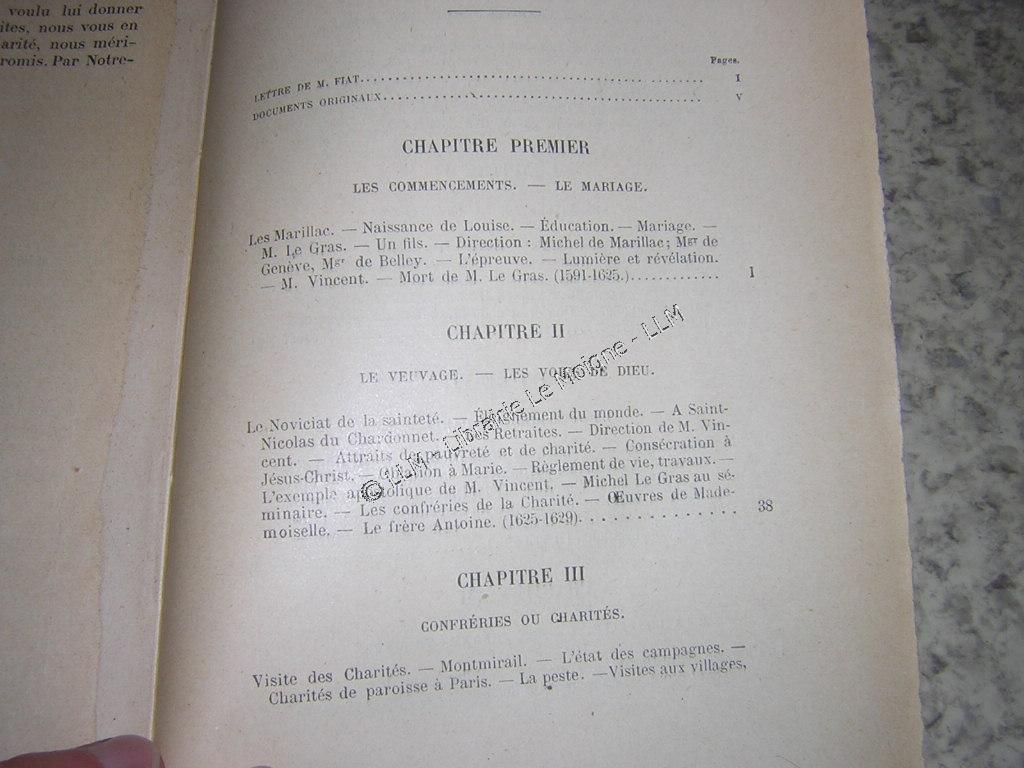 voulu lui donner
ites, nous vous en
arité, nous méri-
romis. Par Notre-
Pages.
LETTRE DE M. FIAT........ I
DOCUMENTS ORIGINAUX........ V
CHAPITRE PREMIER
LES COMMENCEMENTS. — LE MARIAGE.
Les Marillac. — Naissance de Louise. — Éducation. — Mariage. —
M. Le Gras. — Un fils. — Direction : Michel de Marillac; Mgr de
Genève, Mgr de Belley. — L'épreuve. — Lumière et révélation.
— M. Vincent. — Mort de M. Le Gras. (1591-1625.)........ I
CHAPITRE II
LE VEUVAGE. — LES VOIES DE DIEU.
Le Noviciat de la sainteté. — Éloignement du monde. — A Saint-
Nicolas du Chardonnet. — Les Retraites. — Direction de M. Vin-
cent. — Attraits de pauvreté et de charité. — Consécration à
Jésus-Christ. — Oblation à Marie. — Règlement de vie, travaux. —
L'exemple apostolique de M. Vincent. — Michel Le Gras au sé-
minaire. — Les confréries de la Charité. — Œuvres de Made-
moiselle. — Le frère Antoine. (1625-1629)........ 38
© LLM - Librairie Le Moigne - LLM
CHAPITRE III
CONFRÉRIES OU CHARITÉS.
Visite des Charités. — Montmirail. — L'état des campagnes. —
Charités de paroisse à Paris. — La peste. — Visites aux villages,